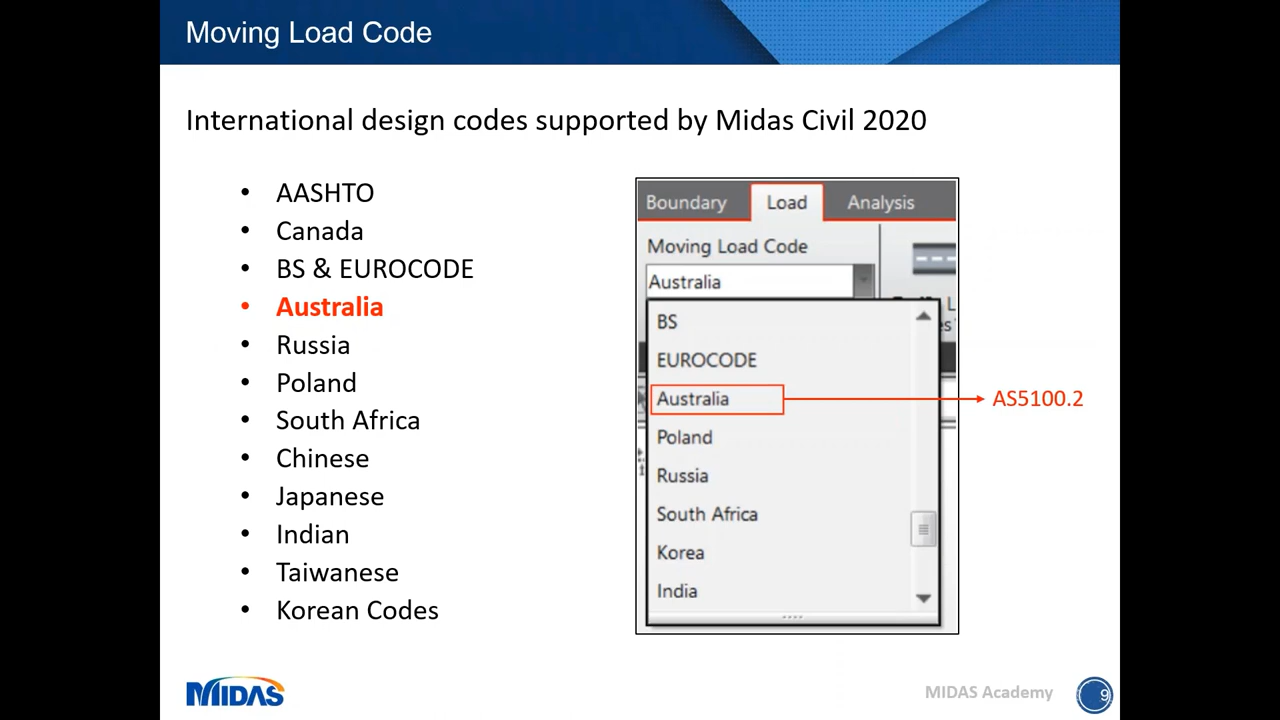 Moving Load Code
International design codes supported by Midas Civil 2020
• AASHTO
• Canada
• BS & EUROCODE
• Australia
• Russia
• Poland
• South Africa
• Chinese
• Japanese
• Indian
• Taiwanese
• Korean Codes
Boundary Load Analysis
Moving Load Code
Australia
BS
EUROCODE
Australia
Poland
Russia
South Africa
Korea
India
AS5100.2
MIDAS
MIDAS Academy
9